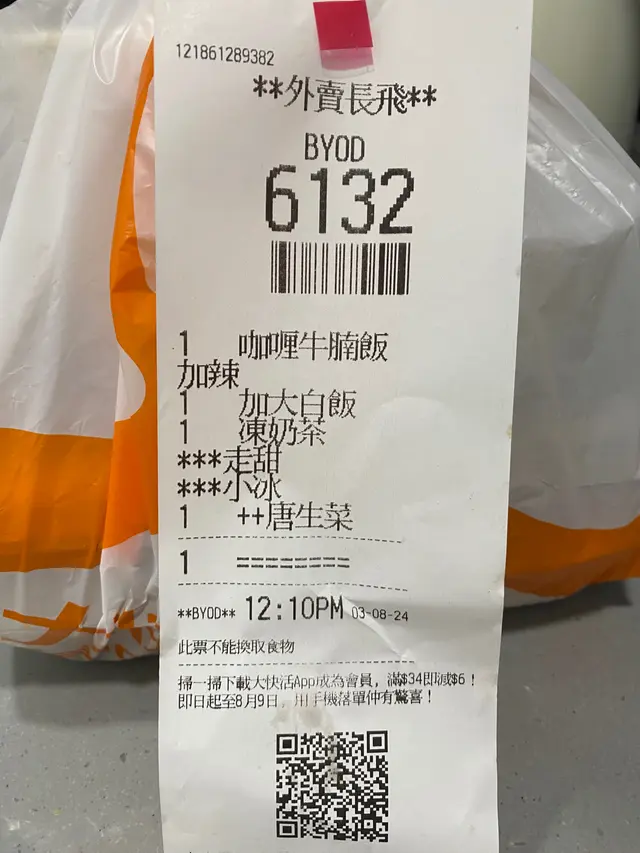 121861289382
**外賣長飛**
BYOD
6132
1 咖喱牛腩飯
加辣
1 加大白飯
1 凍奶茶
***走甜
***小冰
1 ++唐生菜
1 ========
**BYOD** 12:10PM 03-08-24
此票不能換取食物
掃一掃下載大快活App成為會員，滿$34即減$6！
即日起至8月9日，用手機落單仲有驚喜！